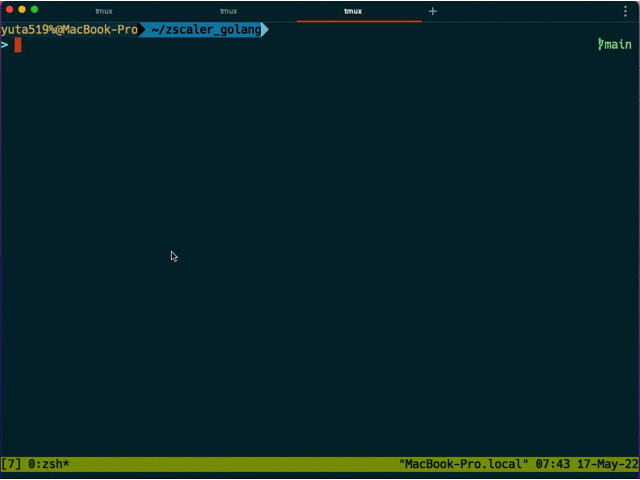 tmux tmux tmux +
yuta519%@MacBook-Pro ~/zscaler_golang
> main
[7] 0:zsh* "MacBook-Pro.local" 07:43 17-May-22